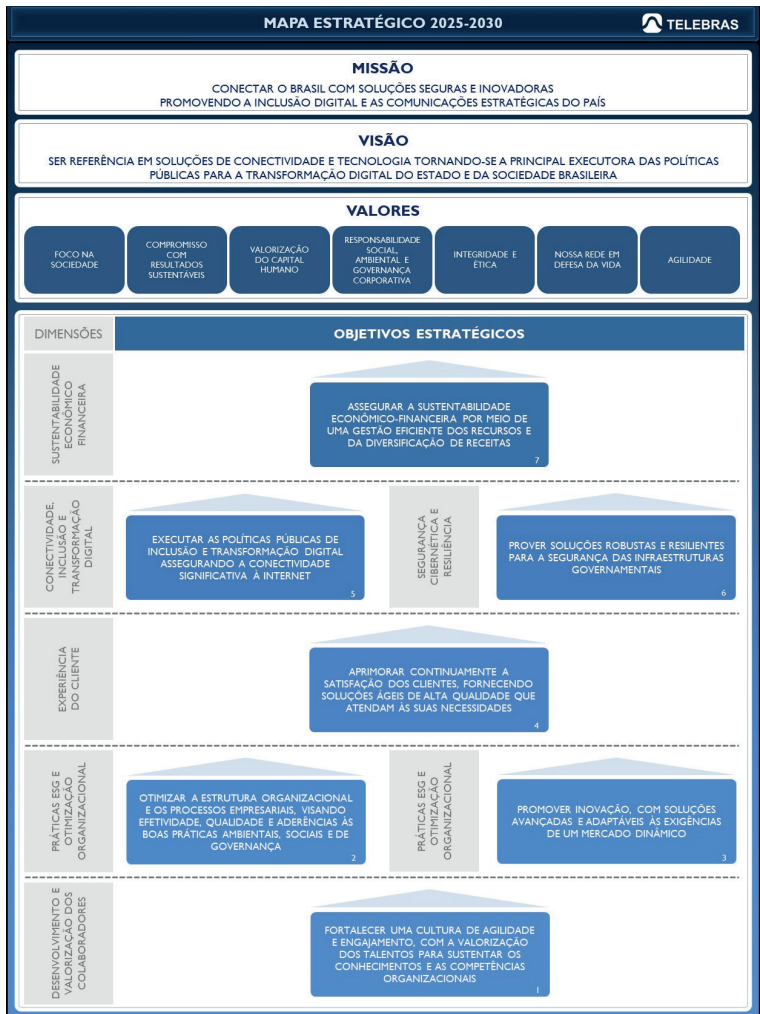 MAPA ESTRATÉGICO 2025-2030
TELEBRAS
MISSÃO
CONECTAR O BRASIL COM SOLUÇÕES SEGURAS E INOVADORAS
PROMOVENDO A INCLUSÃO DIGITAL E AS COMUNICAÇÕES ESTRATÉGICAS DO PAÍS
VISÃO
SER REFERÊNCIA EM SOLUÇÕES DE CONECTIVIDADE E TECNOLOGIA TORNANDO-SE A PRINCIPAL EXECUTORA DAS POLÍTICAS
PÚBLICAS PARA A TRANSFORMAÇÃO DIGITAL DO ESTADO E DA SOCIEDADE BRASILEIRA
VALORES
FOCO NA
SOCIEDADE
COMPROMISSO
COM
RESULTADOS
SUSTENTÁVEIS
VALORIZAÇÃO
DO CAPITAL
HUMANO
RESPONSABILIDADE
SOCIAL,
AMBIENTAL E
GOVERNANÇA
CORPORATIVA
INTEGRIDADE E
ÉTICA
NOSSA REDE EM
DEFESA DA VIDA
AGILIDADE
DIMENSÕES
OBJETIVOS ESTRATÉGICOS
SUSTENTABILIDADE
ECONÔMICO
FINANCEIRA
ASSEGURAR A SUSTENTABILIDADE
ECONÔMICO-FINANCEIRA POR MEIO DE
UMA GESTÃO EFICIENTE DOS RECURSOS E
DA DIVERSIFICAÇÃO DE RECEITAS
7
CONECTIVIDADE,
INCLUSÃO E
TRANSFORMAÇÃO
DIGITAL
EXECUTAR AS POLÍTICAS PÚBLICAS DE
INCLUSÃO E TRANSFORMAÇÃO DIGITAL
ASSEGURANDO A CONECTIVIDADE
SIGNIFICATIVA À INTERNET
5
SEGURANÇA
CIBERNÉTICA E
RESILIÊNCIA
PROVER SOLUÇÕES ROBUSTAS E RESILIENTES
PARA A SEGURANÇA DAS INFRAESTRUTURAS
GOVERNAMENTAIS
6
EXPERIÊNCIA
DO CLIENTE
APRIMORAR CONTINUAMENTE A
SATISFAÇÃO DOS CLIENTES, FORNECENDO
SOLUÇÕES ÁGEIS DE ALTA QUALIDADE QUE
ATENDAM ÀS SUAS NECESSIDADES
4
PRÁTICAS ESG E
OTIMIZAÇÃO
ORGANIZACIONAL
OTIMIZAR A ESTRUTURA ORGANIZACIONAL
E OS PROCESSOS EMPRESARIAIS, VISANDO
EFETIVIDADE, QUALIDADE E ADERÊNCIAS ÀS
BOAS PRÁTICAS AMBIENTAIS, SOCIAIS E DE
GOVERNANÇA
2
PRÁTICAS ESG E
OTIMIZAÇÃO
ORGANIZACIONAL
PROMOVER INOVAÇÃO, COM SOLUÇÕES
AVANÇADAS E ADAPTÁVEIS ÀS EXIGÊNCIAS
DE UM MERCADO DINÂMICO
3
DESENVOLVIMENTO E
VALORIZAÇÃO DOS
COLABORADORES
FORTALECER UMA CULTURA DE AGILIDADE
E ENGAJAMENTO, COM A VALORIZAÇÃO
DOS TALENTOS PARA SUSTENTAR OS
CONHECIMENTOS E AS COMPETÊNCIAS
ORGANIZACIONAIS
1